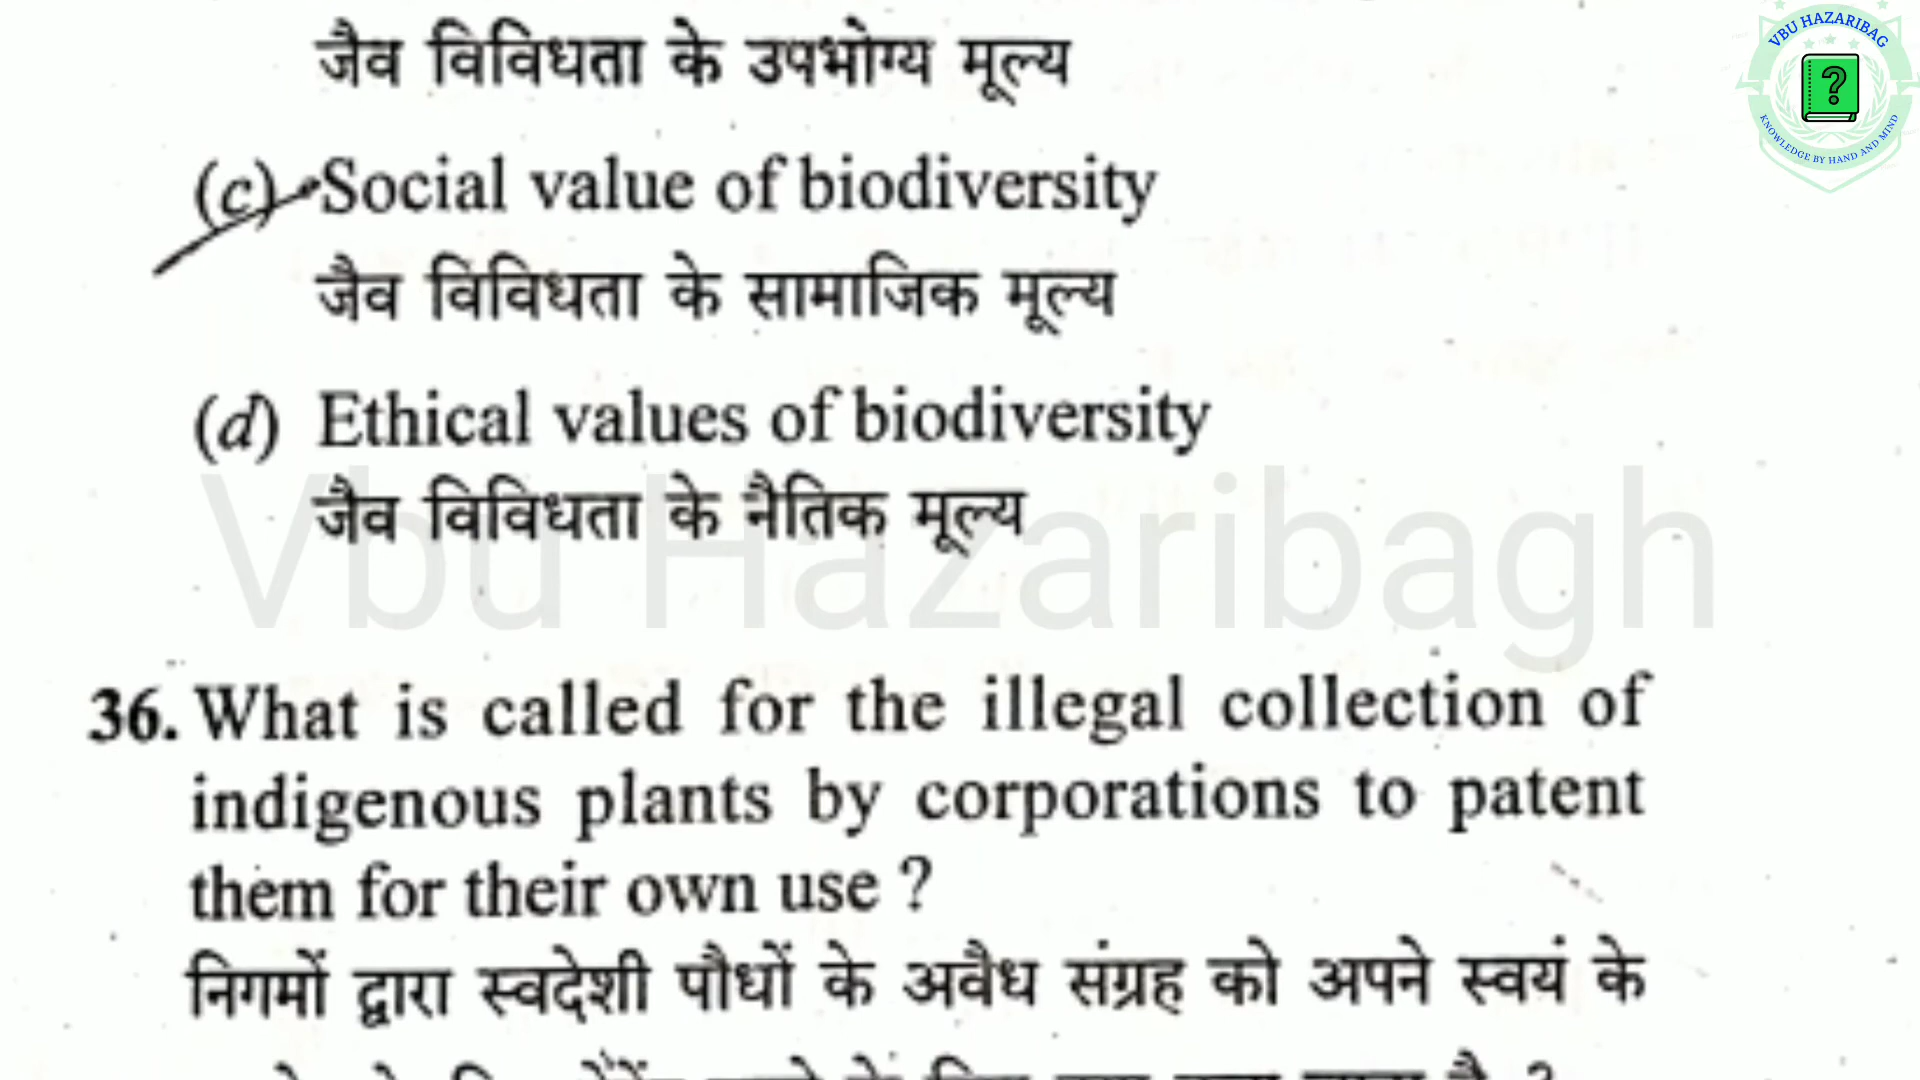 जैव विविधता के उपभोग्य मूल्य
VBU HAZARIBAG
?
KNOWLEDGE BY HAND AND MIND
(c) Social value of biodiversity
जैव विविधता के सामाजिक मूल्य
(d) Ethical values of biodiversity
जैव विविधता के नैतिक मूल्य
Vbu Hazaribagh
36. What is called for the illegal collection of
indigenous plants by corporations to patent
them for their own use ?
निगमों द्वारा स्वदेशी पौधों के अवैध संग्रह को अपने स्वयं के